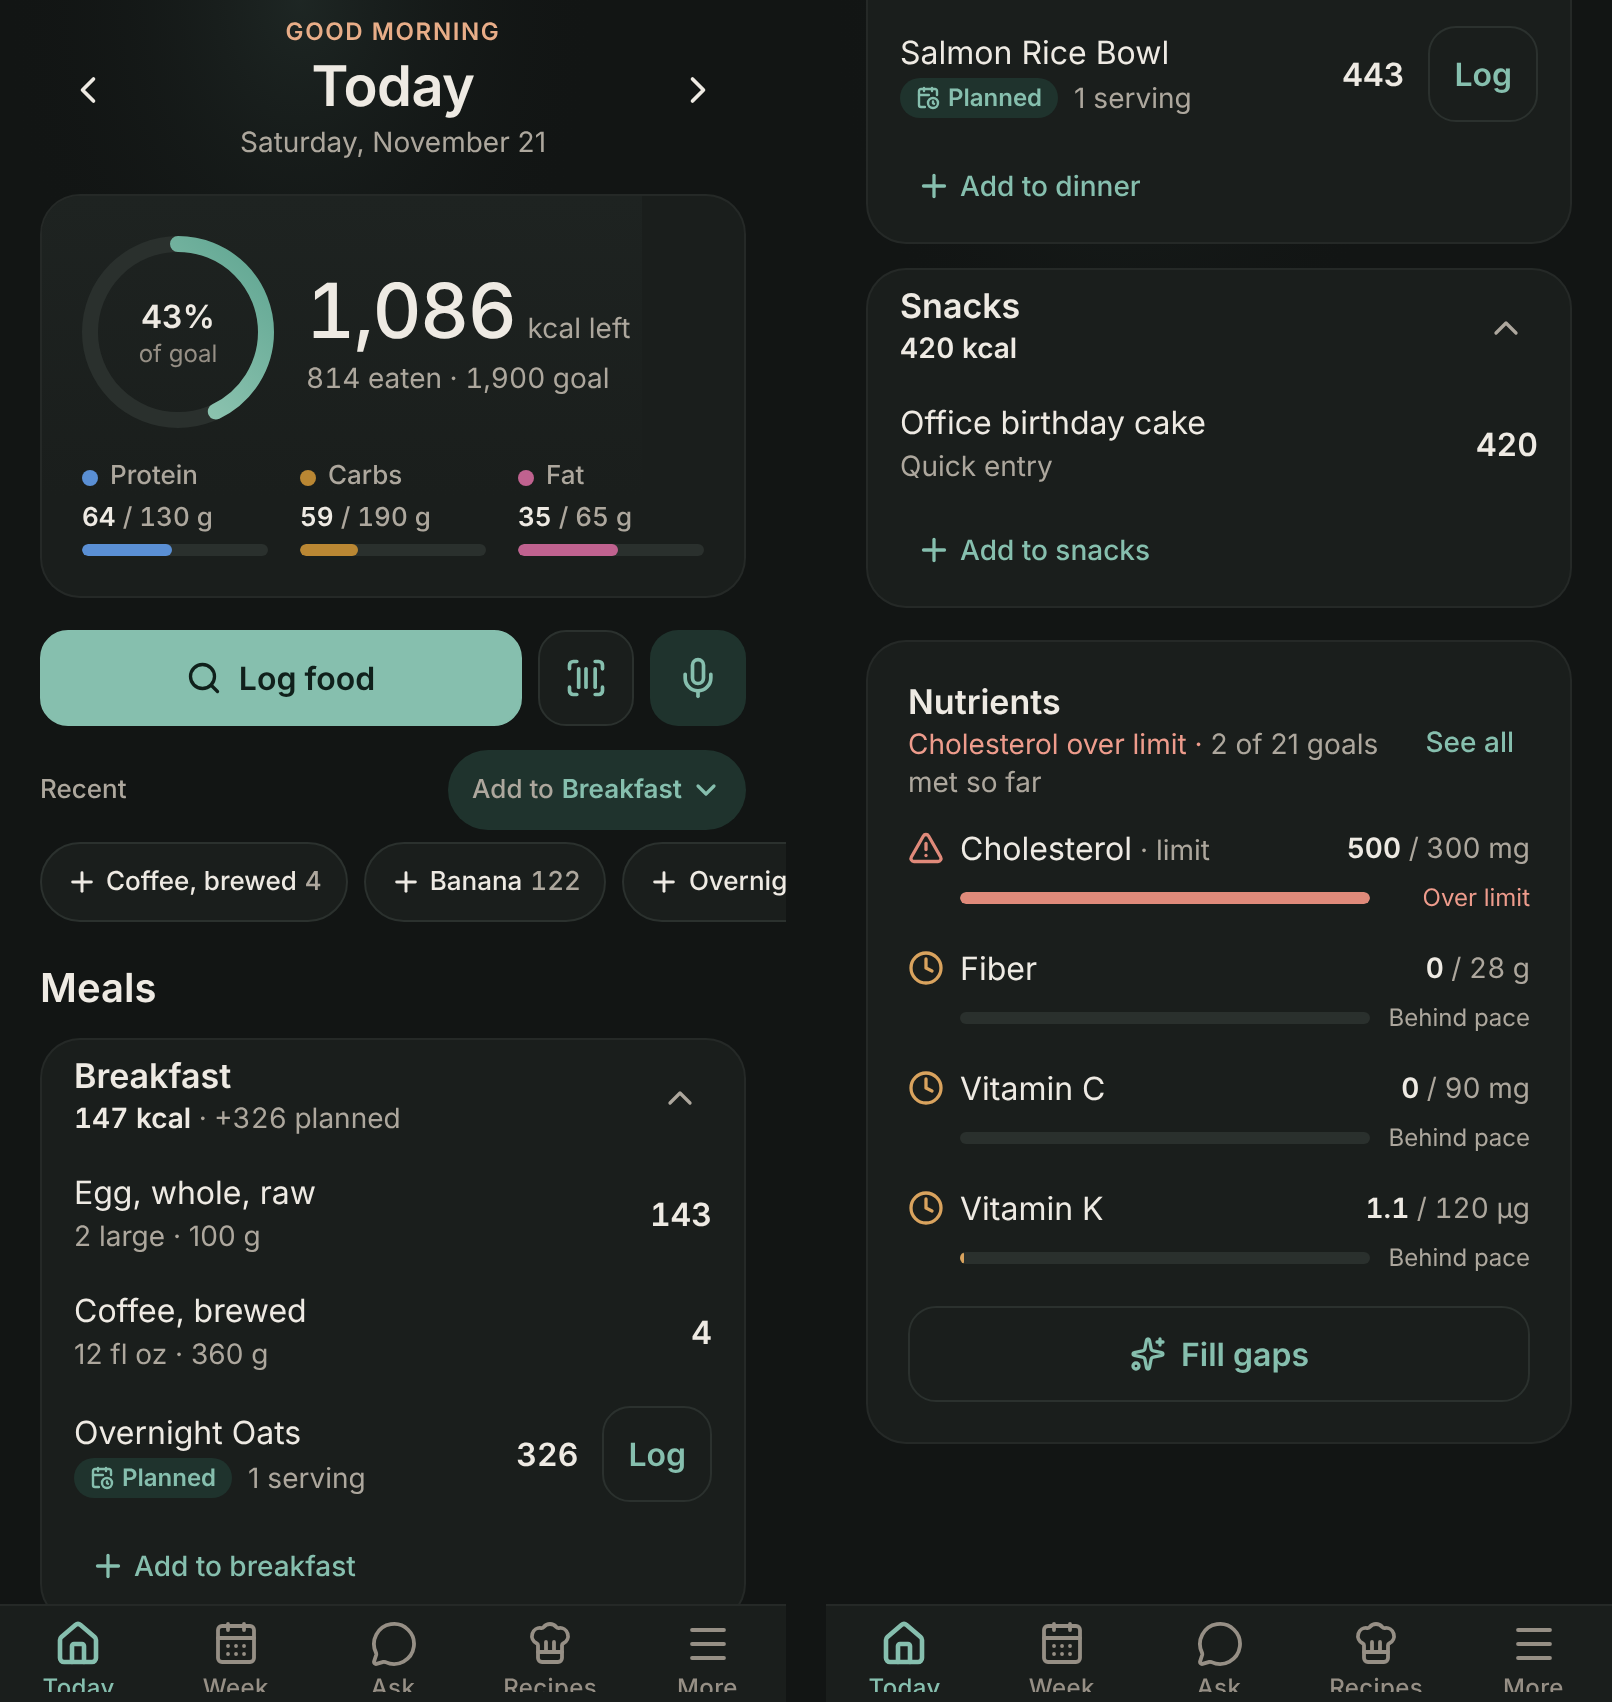 GOOD MORNING
Today
Saturday, November 21
43%
of goal
1,086 kcal left
814 eaten · 1,900 goal
Protein
64 / 130 g
Carbs
59 / 190 g
Fat
35 / 65 g
Log food
Recent
Add to Breakfast
Coffee, brewed 4
Banana 122
Overnig
Meals
Breakfast
147 kcal · +326 planned
Egg, whole, raw
2 large · 100 g
143
Coffee, brewed
12 fl oz · 360 g
4
Overnight Oats
Planned 1 serving
326
Log
Add to breakfast
Today
Week
Ask
Recipes
More
Salmon Rice Bowl
Planned 1 serving
443
Log
Add to dinner
Snacks
420 kcal
Office birthday cake
Quick entry
420
Add to snacks
Nutrients
Cholesterol over limit · 2 of 21 goals
met so far
See all
Cholesterol · limit
500 / 300 mg
Over limit
Fiber
0 / 28 g
Behind pace
Vitamin C
0 / 90 mg
Behind pace
Vitamin K
1.1 / 120 µg
Behind pace
Fill gaps
Today
Week
Ask
Recipes
More